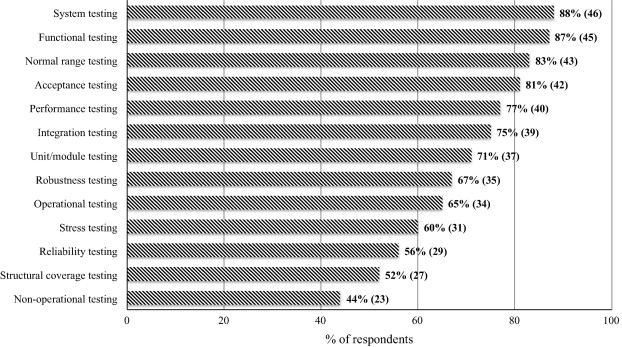 System testing 88% (46)
Functional testing 87% (45)
Normal range testing 83% (43)
Acceptance testing 81% (42)
Performance testing 77% (40)
Integration testing 75% (39)
Unit/module testing 71% (37)
Robustness testing 67% (35)
Operational testing 65% (34)
Stress testing 60% (31)
Reliability testing 56% (29)
Structural coverage testing 52% (27)
Non-operational testing 44% (23)
0 20 40 60 80 100
% of respondents